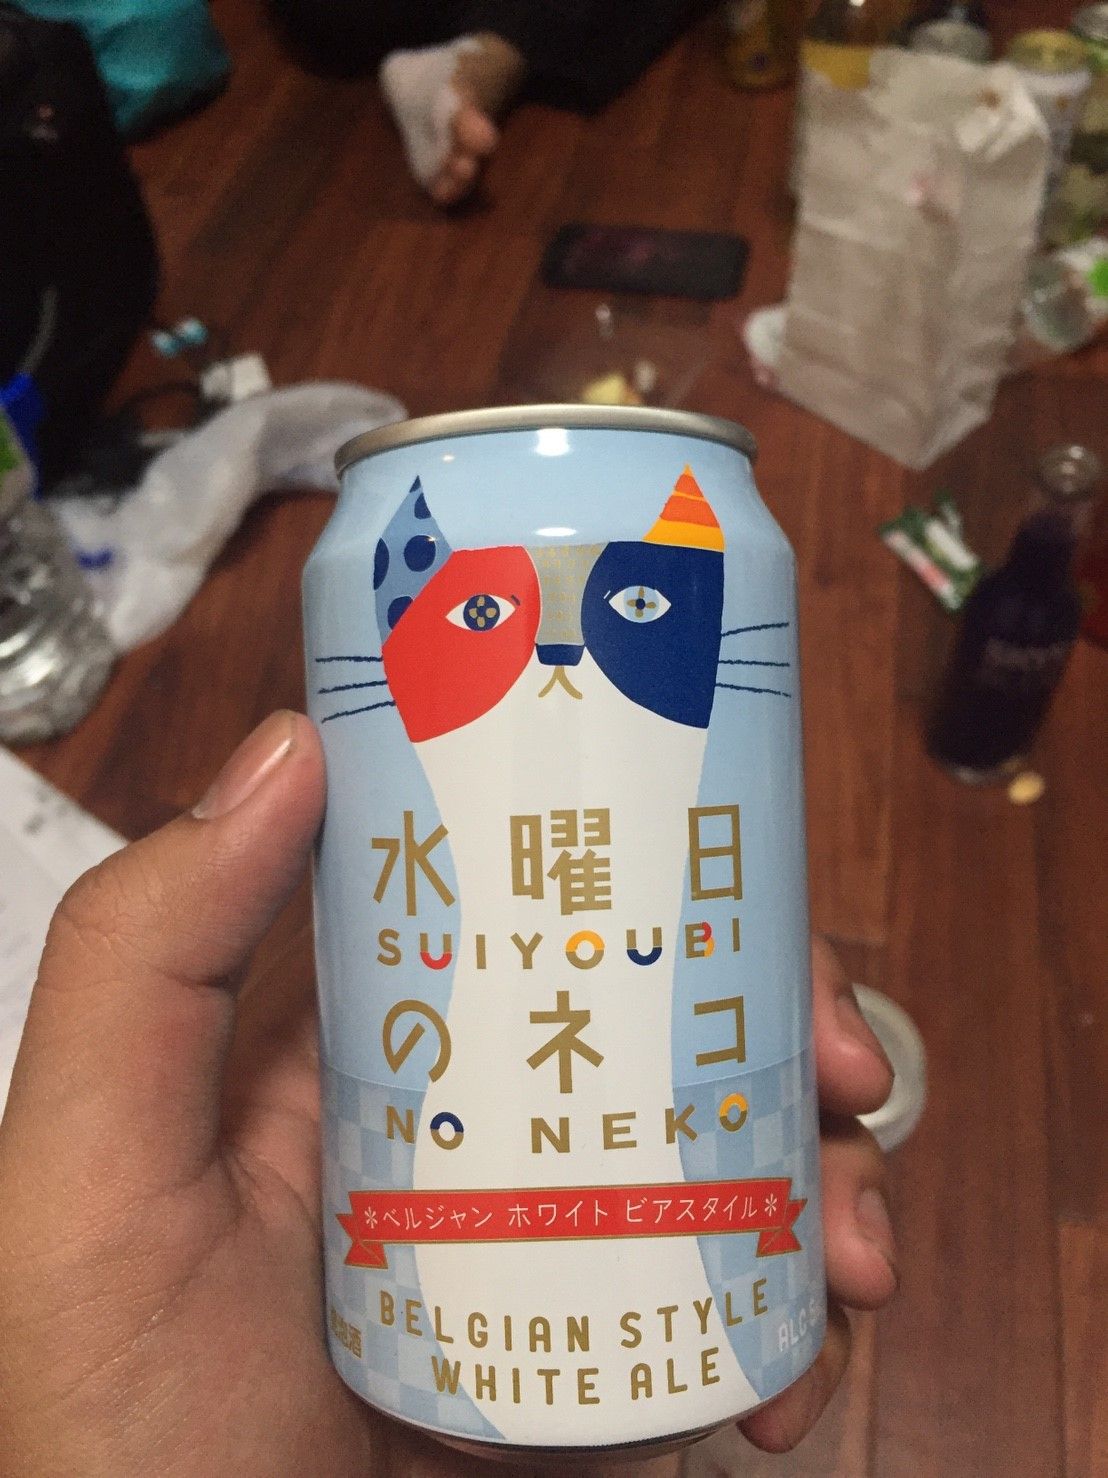 水曜日
SUIYOUBI
のネコ
NO NEKO
*ベルジャン ホワイト ビアスタイル*
BELGIAN STYLE
WHITE ALE
ALC